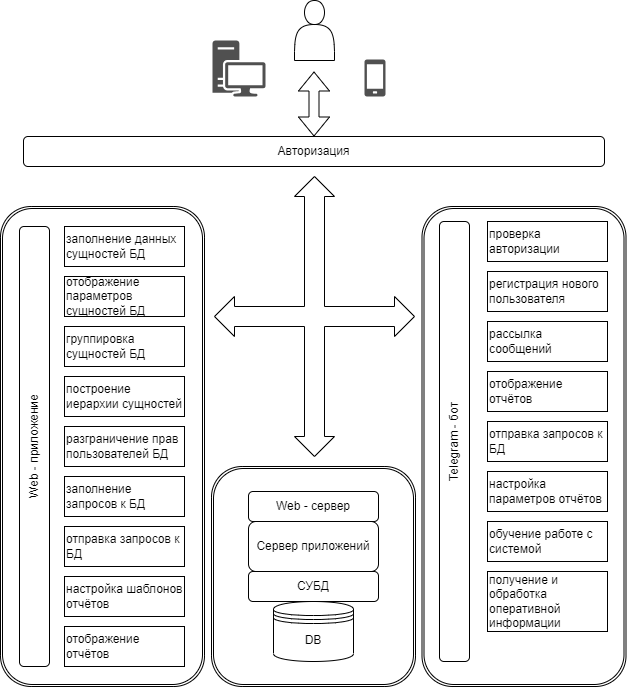 Авторизация
Web - приложение
заполнение данных
сущностей БД
отображение
параметров
сущностей БД
группировка
сущностей БД
построение
иерархии сущностей
разграничение прав
пользователей БД
заполнение
запросов к БД
отправка запросов к
БД
настройка шаблонов
отчётов
отображение
отчётов
Web - сервер
Сервер приложений
СУБД
DB
Telegram - бот
проверка
авторизации
регистрация нового
пользователя
рассылка
сообщений
отображение
отчётов
отправка запросов к
БД
настройка
параметров отчётов
обучение работе с
системой
получение и
обработка
оперативной
информации